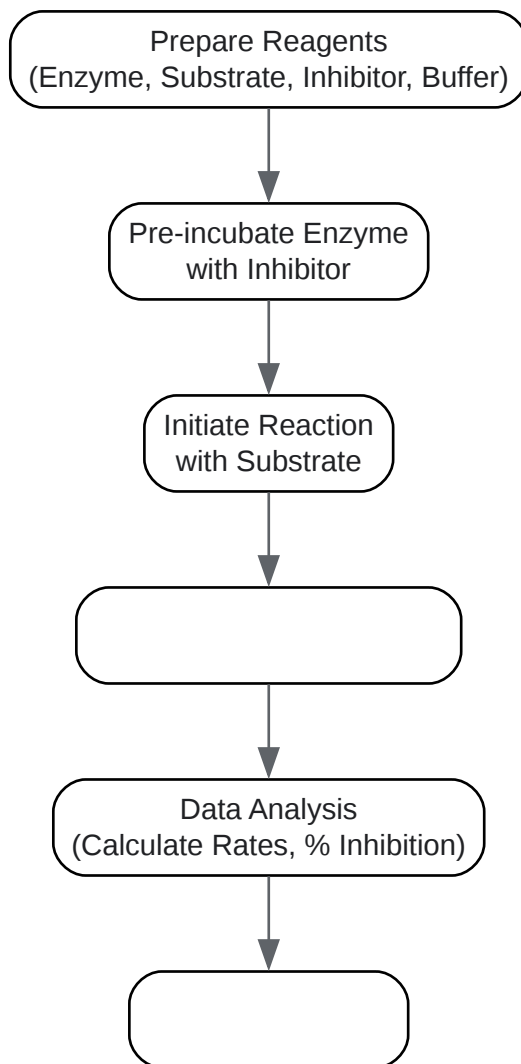 Prepare Reagents
(Enzyme, Substrate, Inhibitor, Buffer)
Pre-incubate Enzyme
with Inhibitor
Initiate Reaction
with Substrate
Data Analysis
(Calculate Rates, % Inhibition)